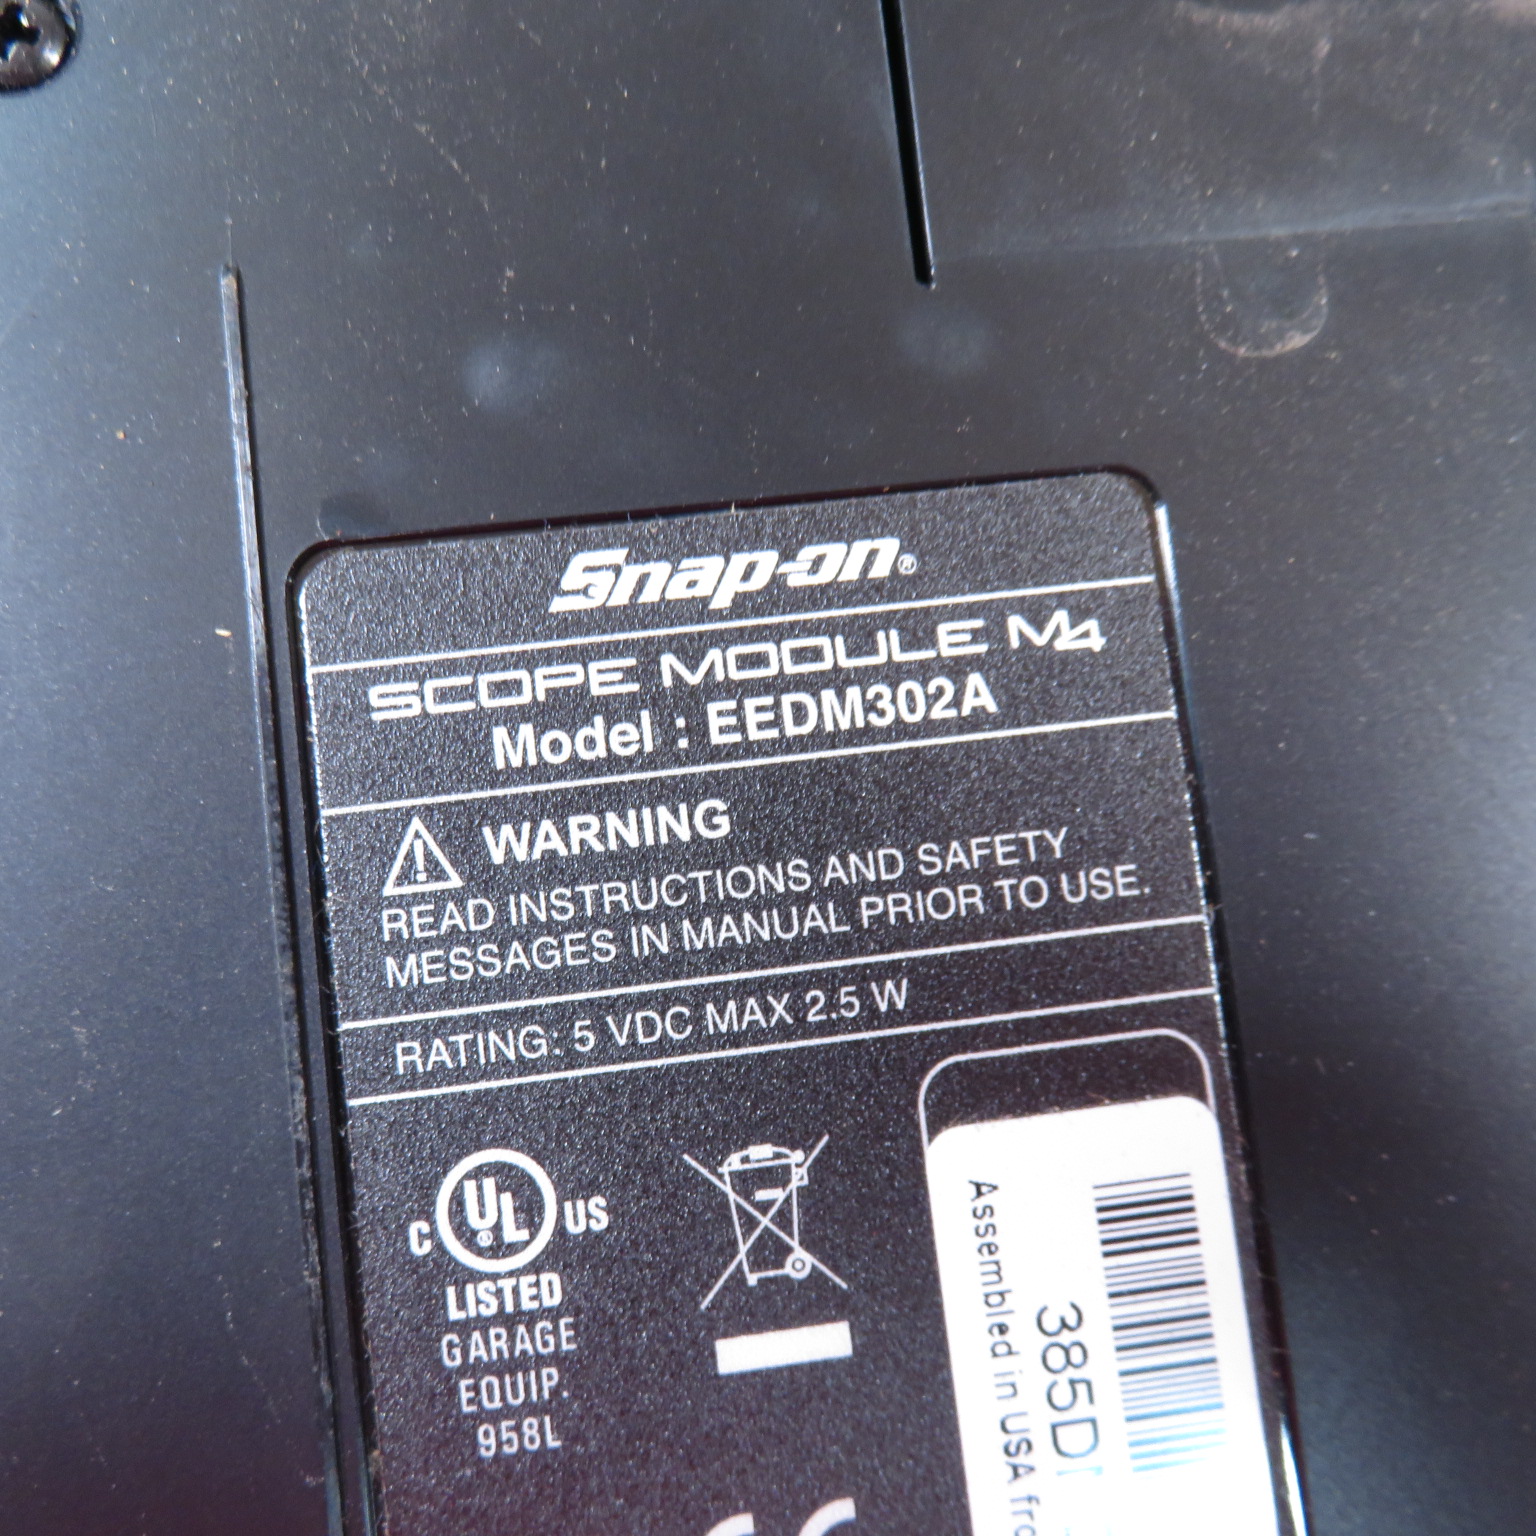 Snap-on®
SCOPE MODULE M4
Model : EEDM302A
WARNING
READ INSTRUCTIONS AND SAFETY
MESSAGES IN MANUAL PRIOR TO USE.
RATING: 5 VDC MAX 2.5 W
C UL® US
LISTED
GARAGE
EQUIP.
958L
385D
Assembled in USA fro